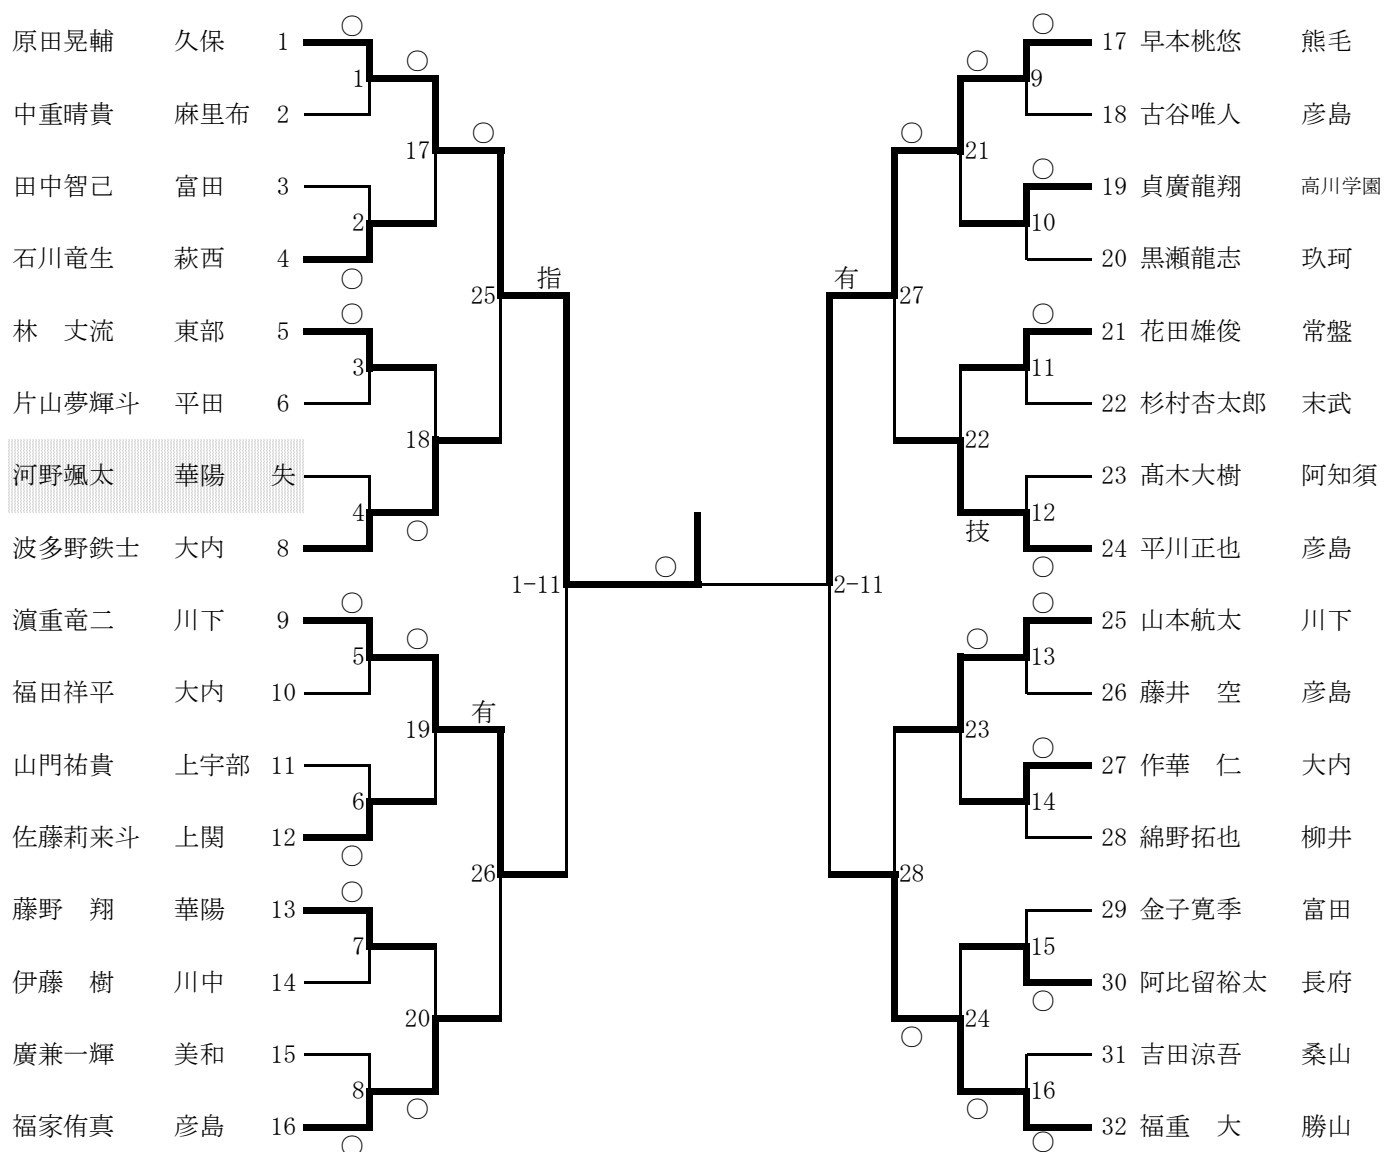 ○
原田晃輔 久保 1
○
1
中重晴貴 麻里布 2
○
17
田中智己 富田 3
2
石川竜生 萩西 4
○
指
25
○
林 丈流 東部 5
3
片山夢輝斗 平田 6
18
河野颯太 華陽 失
4
○
波多野鉄士 大内 8
1-11
○
○
濵重竜二 川下 9
○
5
福田祥平 大内 10
有
19
山門祐貴 上宇部 11
6
佐藤莉来斗 上関 12
○
26
○
藤野 翔 華陽 13
7
伊藤 樹 川中 14
20
廣兼一輝 美和 15
8
○
福家侑真 彦島 16
○
○
17 早本桃悠 熊毛
○
9
18 古谷唯人 彦島
○
21
○
19 貞廣龍翔 高川学園
10
20 黒瀬龍志 玖珂
有
27
○
21 花田雄俊 常盤
11
22 杉村杏太郎 末武
22
23 髙木大樹 阿知須
12
技
24 平川正也 彦島
○
2-11
○
25 山本航太 川下
○
13
26 藤井 空 彦島
23
○
27 作華 仁 大内
14
28 綿野拓也 柳井
28
29 金子寛季 富田
15
30 阿比留裕太 長府
○
24
○
31 吉田涼吾 桑山
16
○
32 福重 大 勝山
○